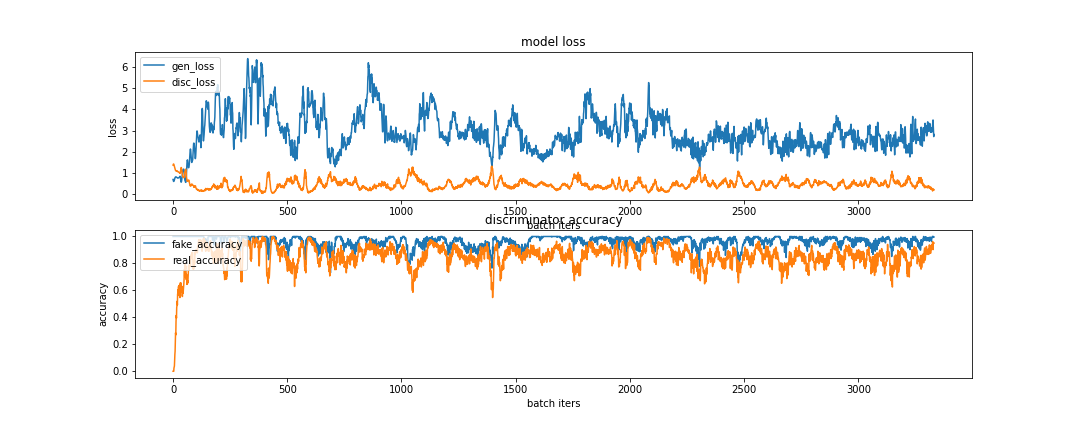 model loss
gen_loss
disc_loss
loss
6
5
4
3
2
1
0
0 500 1000 1500 2000 2500 3000
batch iters
discriminator accuracy
fake_accuracy
real_accuracy
accuracy
1.0
0.8
0.6
0.4
0.2
0.0
0 500 1000 1500 2000 2500 3000
batch iters